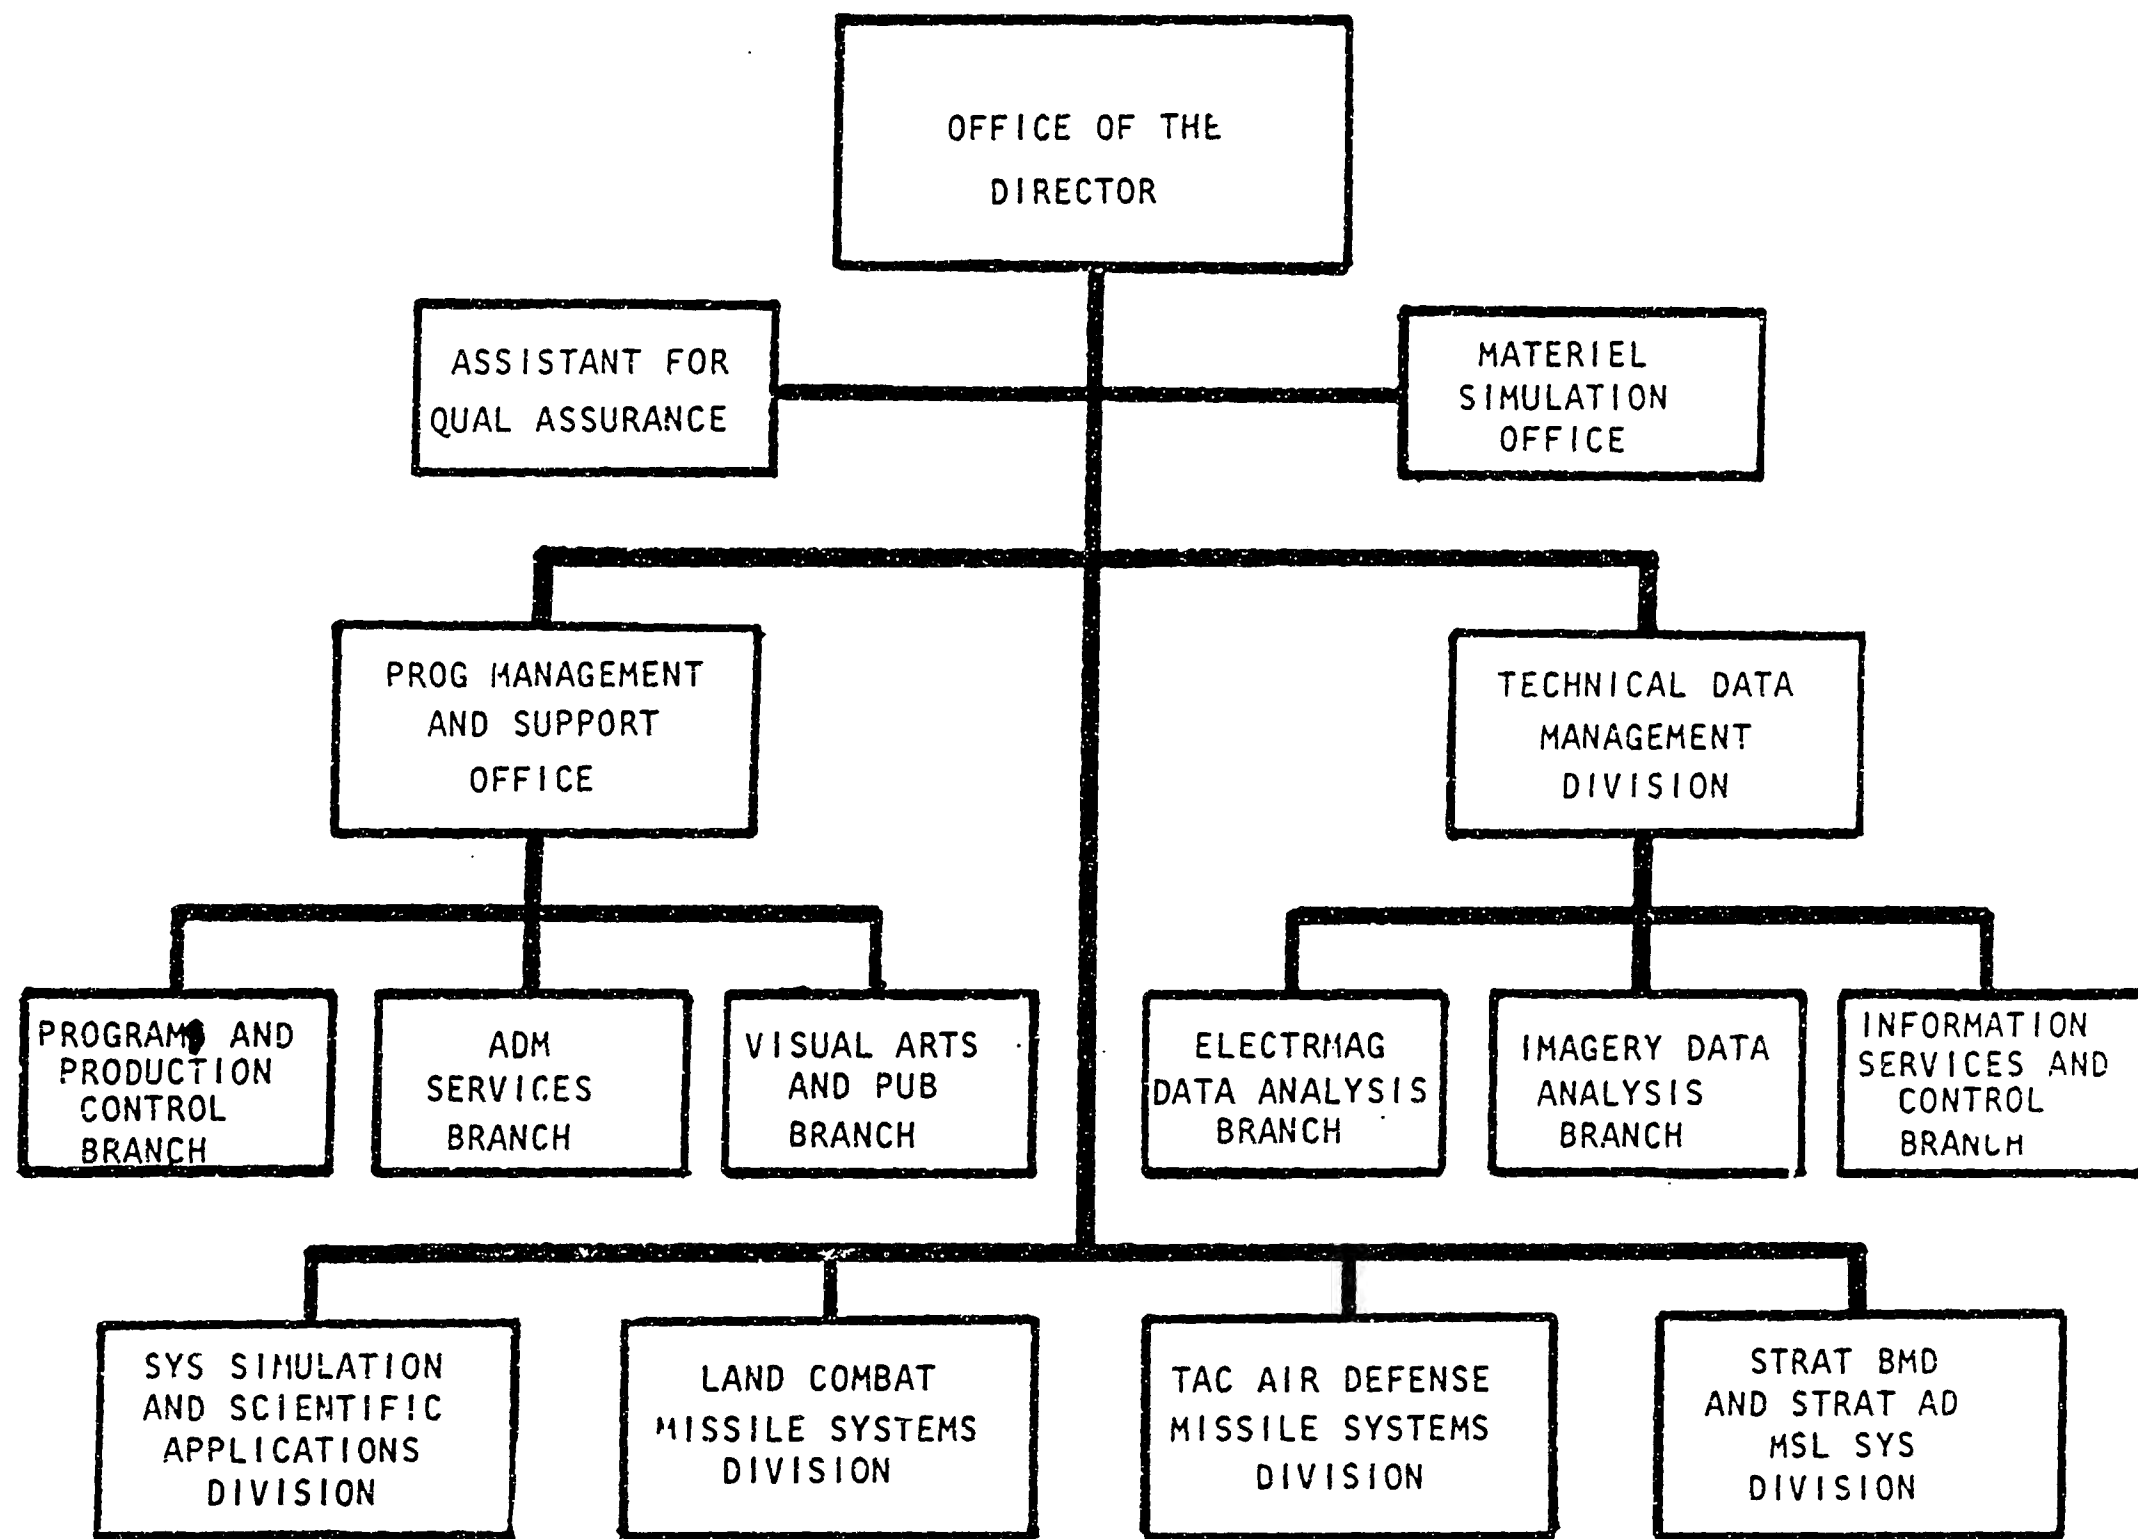 OFFICE OF THE
DIRECTOR
ASSISTANT FOR
QUAL ASSURANCE
MATERIEL
SIMULATION
OFFICE
PROG MANAGEMENT
AND SUPPORT
OFFICE
TECHNICAL DATA
MANAGEMENT
DIVISION
PROGRAMS AND
PRODUCTION
CONTROL
BRANCH
ADM
SERVICES
BRANCH
VISUAL ARTS
AND PUB
BRANCH
ELECTRMAG
DATA ANALYSIS
BRANCH
IMAGERY DATA
ANALYSIS
BRANCH
INFORMATION
SERVICES AND
CONTROL
BRANCH
SYS SIMULATION
AND SCIENTIFIC
APPLICATIONS
DIVISION
LAND COMBAT
MISSILE SYSTEMS
DIVISION
TAC AIR DEFENSE
MISSILE SYSTEMS
DIVISION
STRAT BMD
AND STRAT AD
MSL SYS
DIVISION